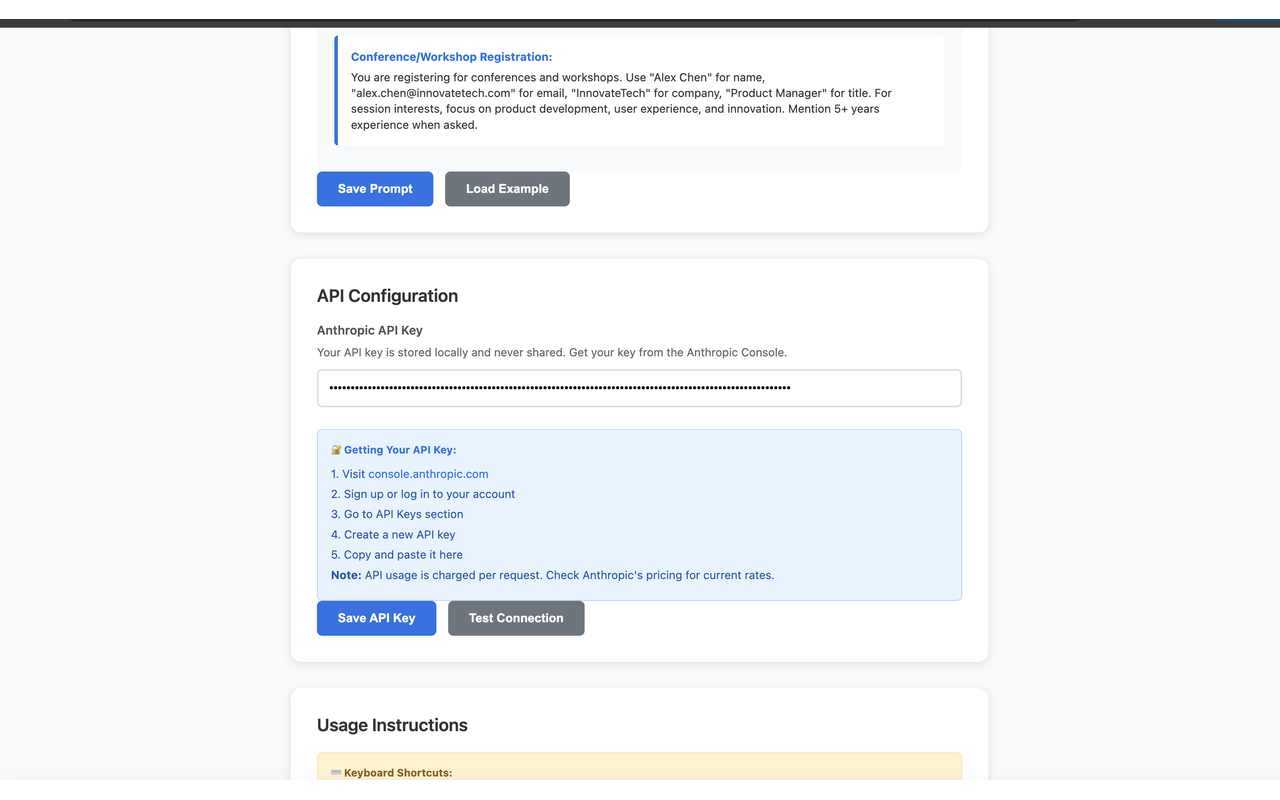 Conference/Workshop Registration:
You are registering for conferences and workshops. Use "Alex Chen" for name,
"alex.chen@innovatetech.com" for email, "InnovateTech" for company, "Product Manager" for title. For
session interests, focus on product development, user experience, and innovation. Mention 5+ years
experience when asked.
Save Prompt Load Example
API Configuration
Anthropic API Key
Your API key is stored locally and never shared. Get your key from the Anthropic Console.
🔐 Getting Your API Key:
1. Visit console.anthropic.com
2. Sign up or log in to your account
3. Go to API Keys section
4. Create a new API key
5. Copy and paste it here
Note: API usage is charged per request. Check Anthropic's pricing for current rates.
Save API Key Test Connection
Usage Instructions
⌨️ Keyboard Shortcuts: